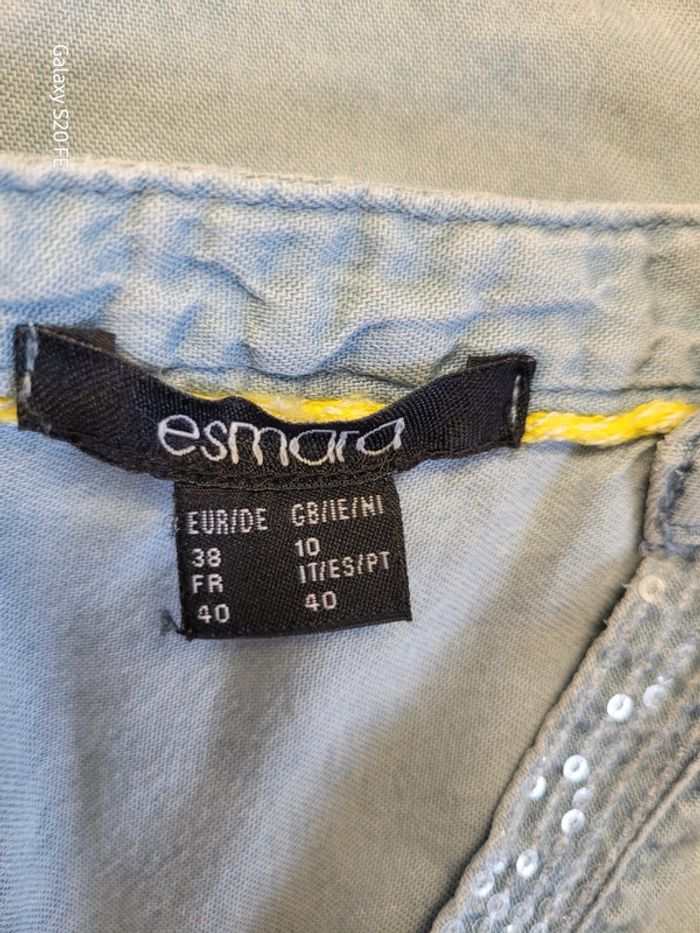 Galaxy S20 FE
esmara
EUR/DE GB/IE/NI
38 10
FR IT/ES/PT
40 40